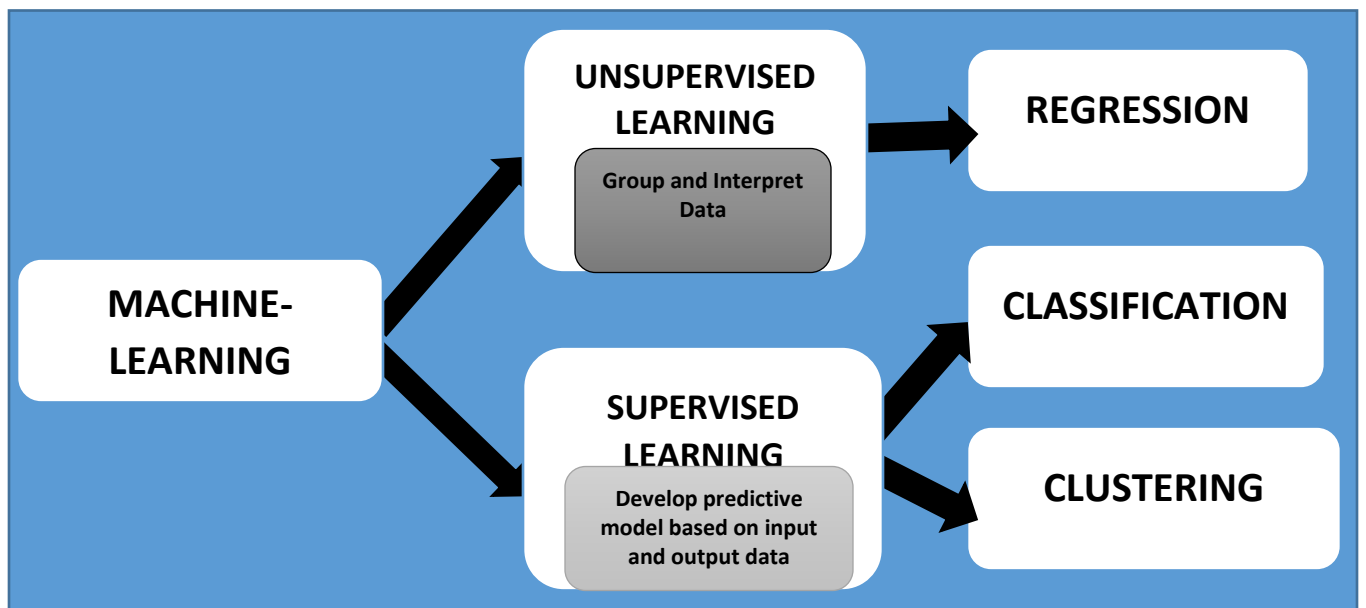 MACHINE-
LEARNING
UNSUPERVISED
LEARNING
Group and Interpret
Data
SUPERVISED
LEARNING
Develop predictive
model based on input
and output data
REGRESSION
CLASSIFICATION
CLUSTERING